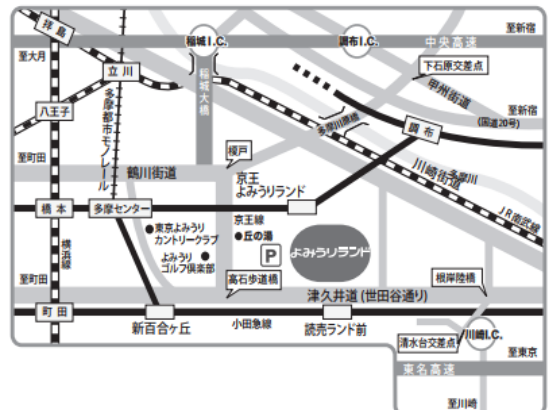 拝島
稲城I.C.
調布I.C.
中央高速
至新宿
至大月
立川
稲城大橋
下石原交差点
甲州街道
(国道20号)
至新宿
八王子
多摩都市モノレール
多摩川原橋
調布
至町田
鶴川街道
榎戸
京王
よみうりランド
川崎街道
多摩川
JR南武線
橋本
多摩センター
京王線
東京よみうり
カントリークラブ
丘の湯
よみうり
ゴルフ倶楽部
P
よみうりランド
横浜線
至町田
高石歩道橋
根岸陸橋
津久井道(世田谷通り)
町田
新百合ヶ丘
小田急線
読売ランド前
清水台交差点
川崎I.C.
至東京
東名高速
至川崎